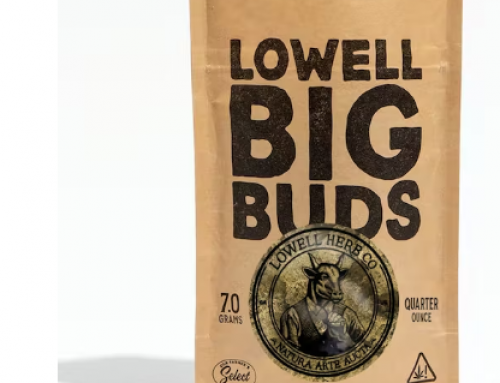 LOWELL
BIG
BUDS
LOWELL HERB CO
7.0
GRAMS
QUARTER
OUNCE
NATURA ARTE AUCTA
Select